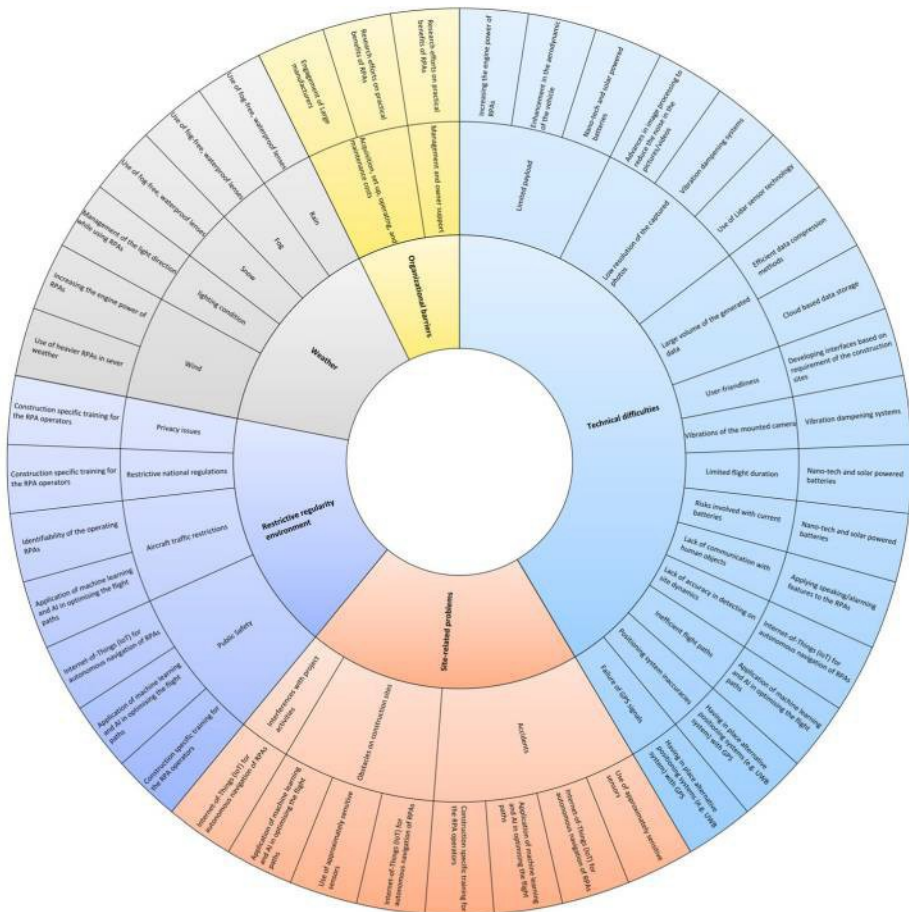 Technical difficulties
Limited payload
Increasing the engine power of
RPAs
Enhancement in the aerodynamic
of the vehicle
Nano-tech and solar powered
batteries
Low resolution of the captured
photos
Advances in image processing to
reduce the noise in the
pictures/videos
Vibration dampening systems
Use of Lidar sensor technology
Large volume of the generated
data
Efficient data compression
methods
Cloud based data storage
User-friendliness
Developing interfaces based on
requirement of the construction
sites
Vibrations of the mounted camera
Vibration dampening systems
Limited flight duration
Nano-tech and solar powered
batteries
Risks involved with current
batteries
Nano-tech and solar powered
batteries
Lack of communication with
human objects
Applying speaking/alarming
features to the RPAs
Lack of accuracy in detecting on
site dynamics
Internet-of-Things (IoT) for
autonomous navigation of RPAs
Inefficient flight paths
Application of machine learning
and AI in optimising the flight
paths
Positioning system inacturacies
Having in place alternative
positioning systems (e.g. UWB
system) with GPS
Failure of GPS signals
Having in place alternative
positioning systems (e.g. UWB
system) with GPS
Site-related problems
Accidents
Use of approximately sensitive
sensors
Internet-of-Things (IoT) for
autonomous navigation of RPAs
Application of machine learning
and AI in optimising the flight
paths
Construction specific training for
the RPA operators
Obstacles on construction sites
Internet-of-Things (IoT) for
autonomous navigation of RPAs
Use of approximately sensitive
sensors
Application of machine learning
and AI in optimising the flight
paths
Interferences with project
activities
Internet-of-Things (IoT) for
autonomous navigation of RPAs
Restrictive regularity
environment
Public Safety
Construction specific training for
the RPA operators
Application of machine learning
and AI in optimising the flight
paths
Internet-of-Things (IoT) for
autonomous navigation of RPAs
Application of machine learning
and AI in optimising the flight
paths
Aircraft traffic restrictions
Identifiability of the operating
RPAs
Restrictive national regulations
Construction specific training for
the RPA operators
Privacy issues
Construction specific training for
the RPA operators
Weather
Wind
Use of heavier RPAs in sever
weather
Increasing the engine power of
RPAs
lighting condition
Management of the light direction
while using RPAs
Snow
Use of fog-free, waterproof lenses
Fog
Use of fog-free, waterproof lenses
Rain
Use of fog-free, waterproof lenses
Organizational barriers
Acquisition, set up, operating, and
maintenance costs
Engagement of Large
manufacturers
Research efforts on practical
benefits of RPAs
Management and owner support
Research efforts on practical
benefits of RPAs